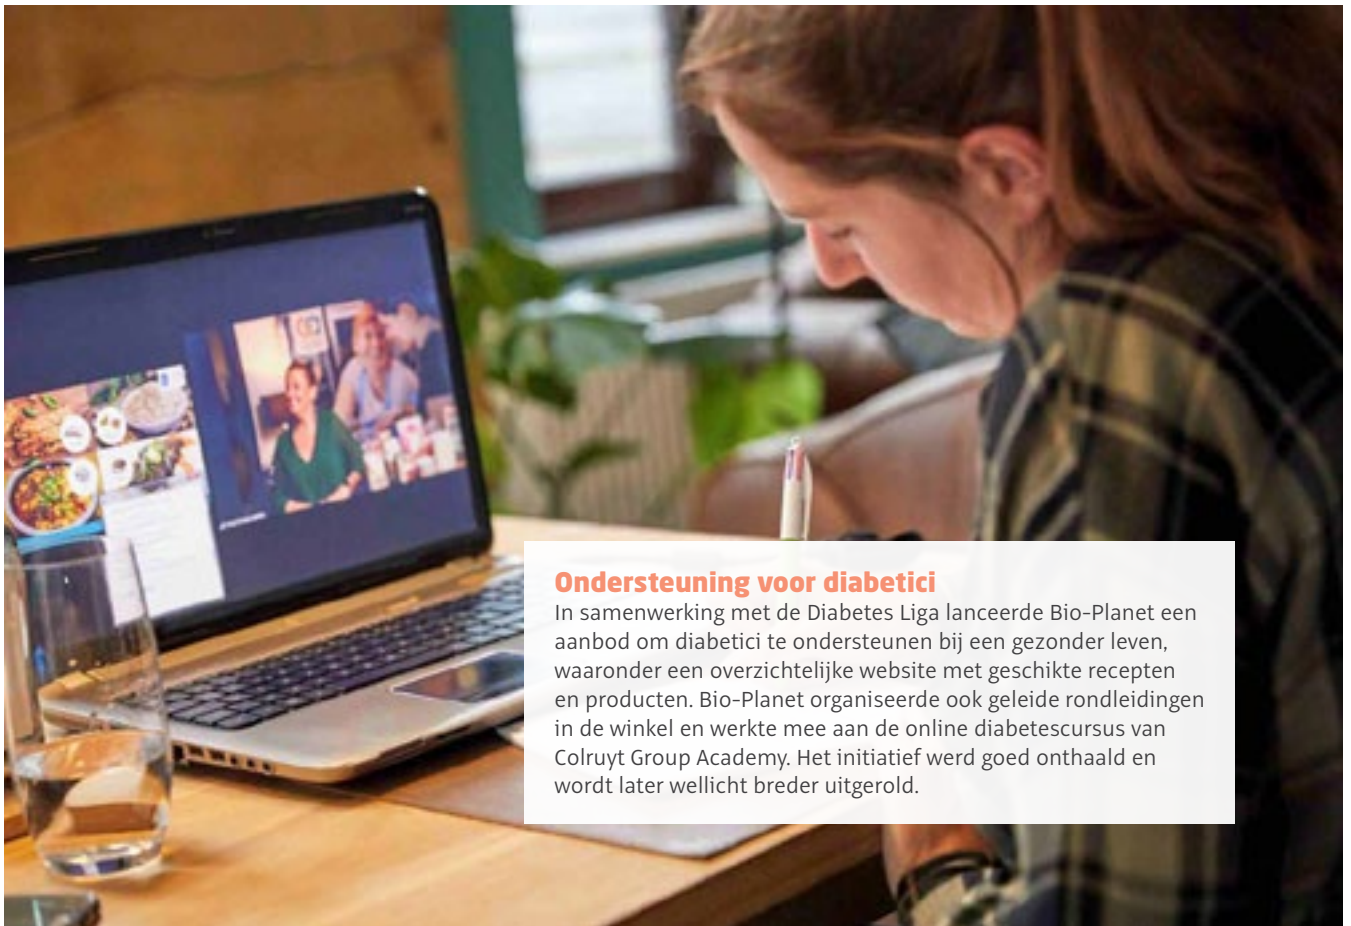 Ondersteuning voor diabetici
In samenwerking met de Diabetes Liga lanceerde Bio-Planet een
aanbod om diabetici te ondersteunen bij een gezonder leven,
waaronder een overzichtelijke website met geschikte recepten
en producten. Bio-Planet organiseerde ook geleide rondleidingen
in de winkel en werkte mee aan de online diabetescursus van
Colruyt Group Academy. Het initiatief werd goed onthaald en
wordt later wellicht breder uitgerold.